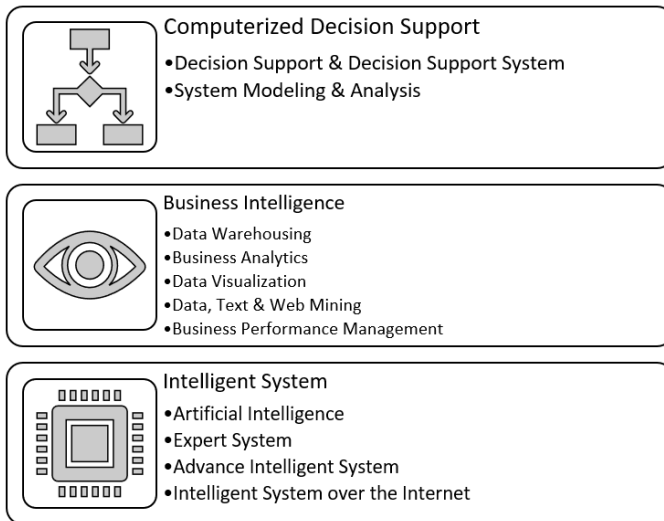 Computerized Decision Support
•Decision Support & Decision Support System
•System Modeling & Analysis
Business Intelligence
•Data Warehousing
•Business Analytics
•Data Visualization
•Data, Text & Web Mining
•Business Performance Management
Intelligent System
•Artificial Intelligence
•Expert System
•Advance Intelligent System
•Intelligent System over the Internet